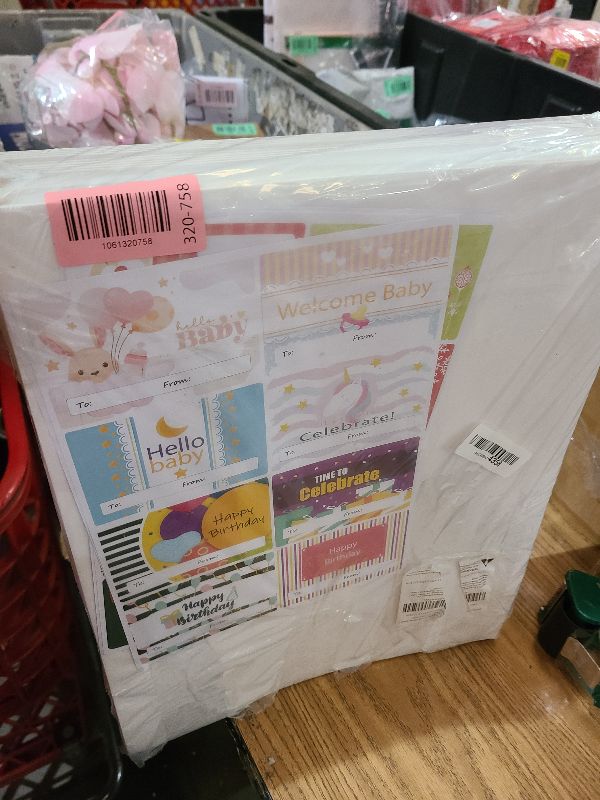 1061320758
320-758
hello
Baby
To:
From:
Welcome Baby
To:
From:
Hello
baby
To:
From:
Celebrate!
To:
From:
Happy
Birthday
To:
From:
TIME TO
Celebrate
To:
From:
Happy
Birthday
To:
Happy
Birthday
From: